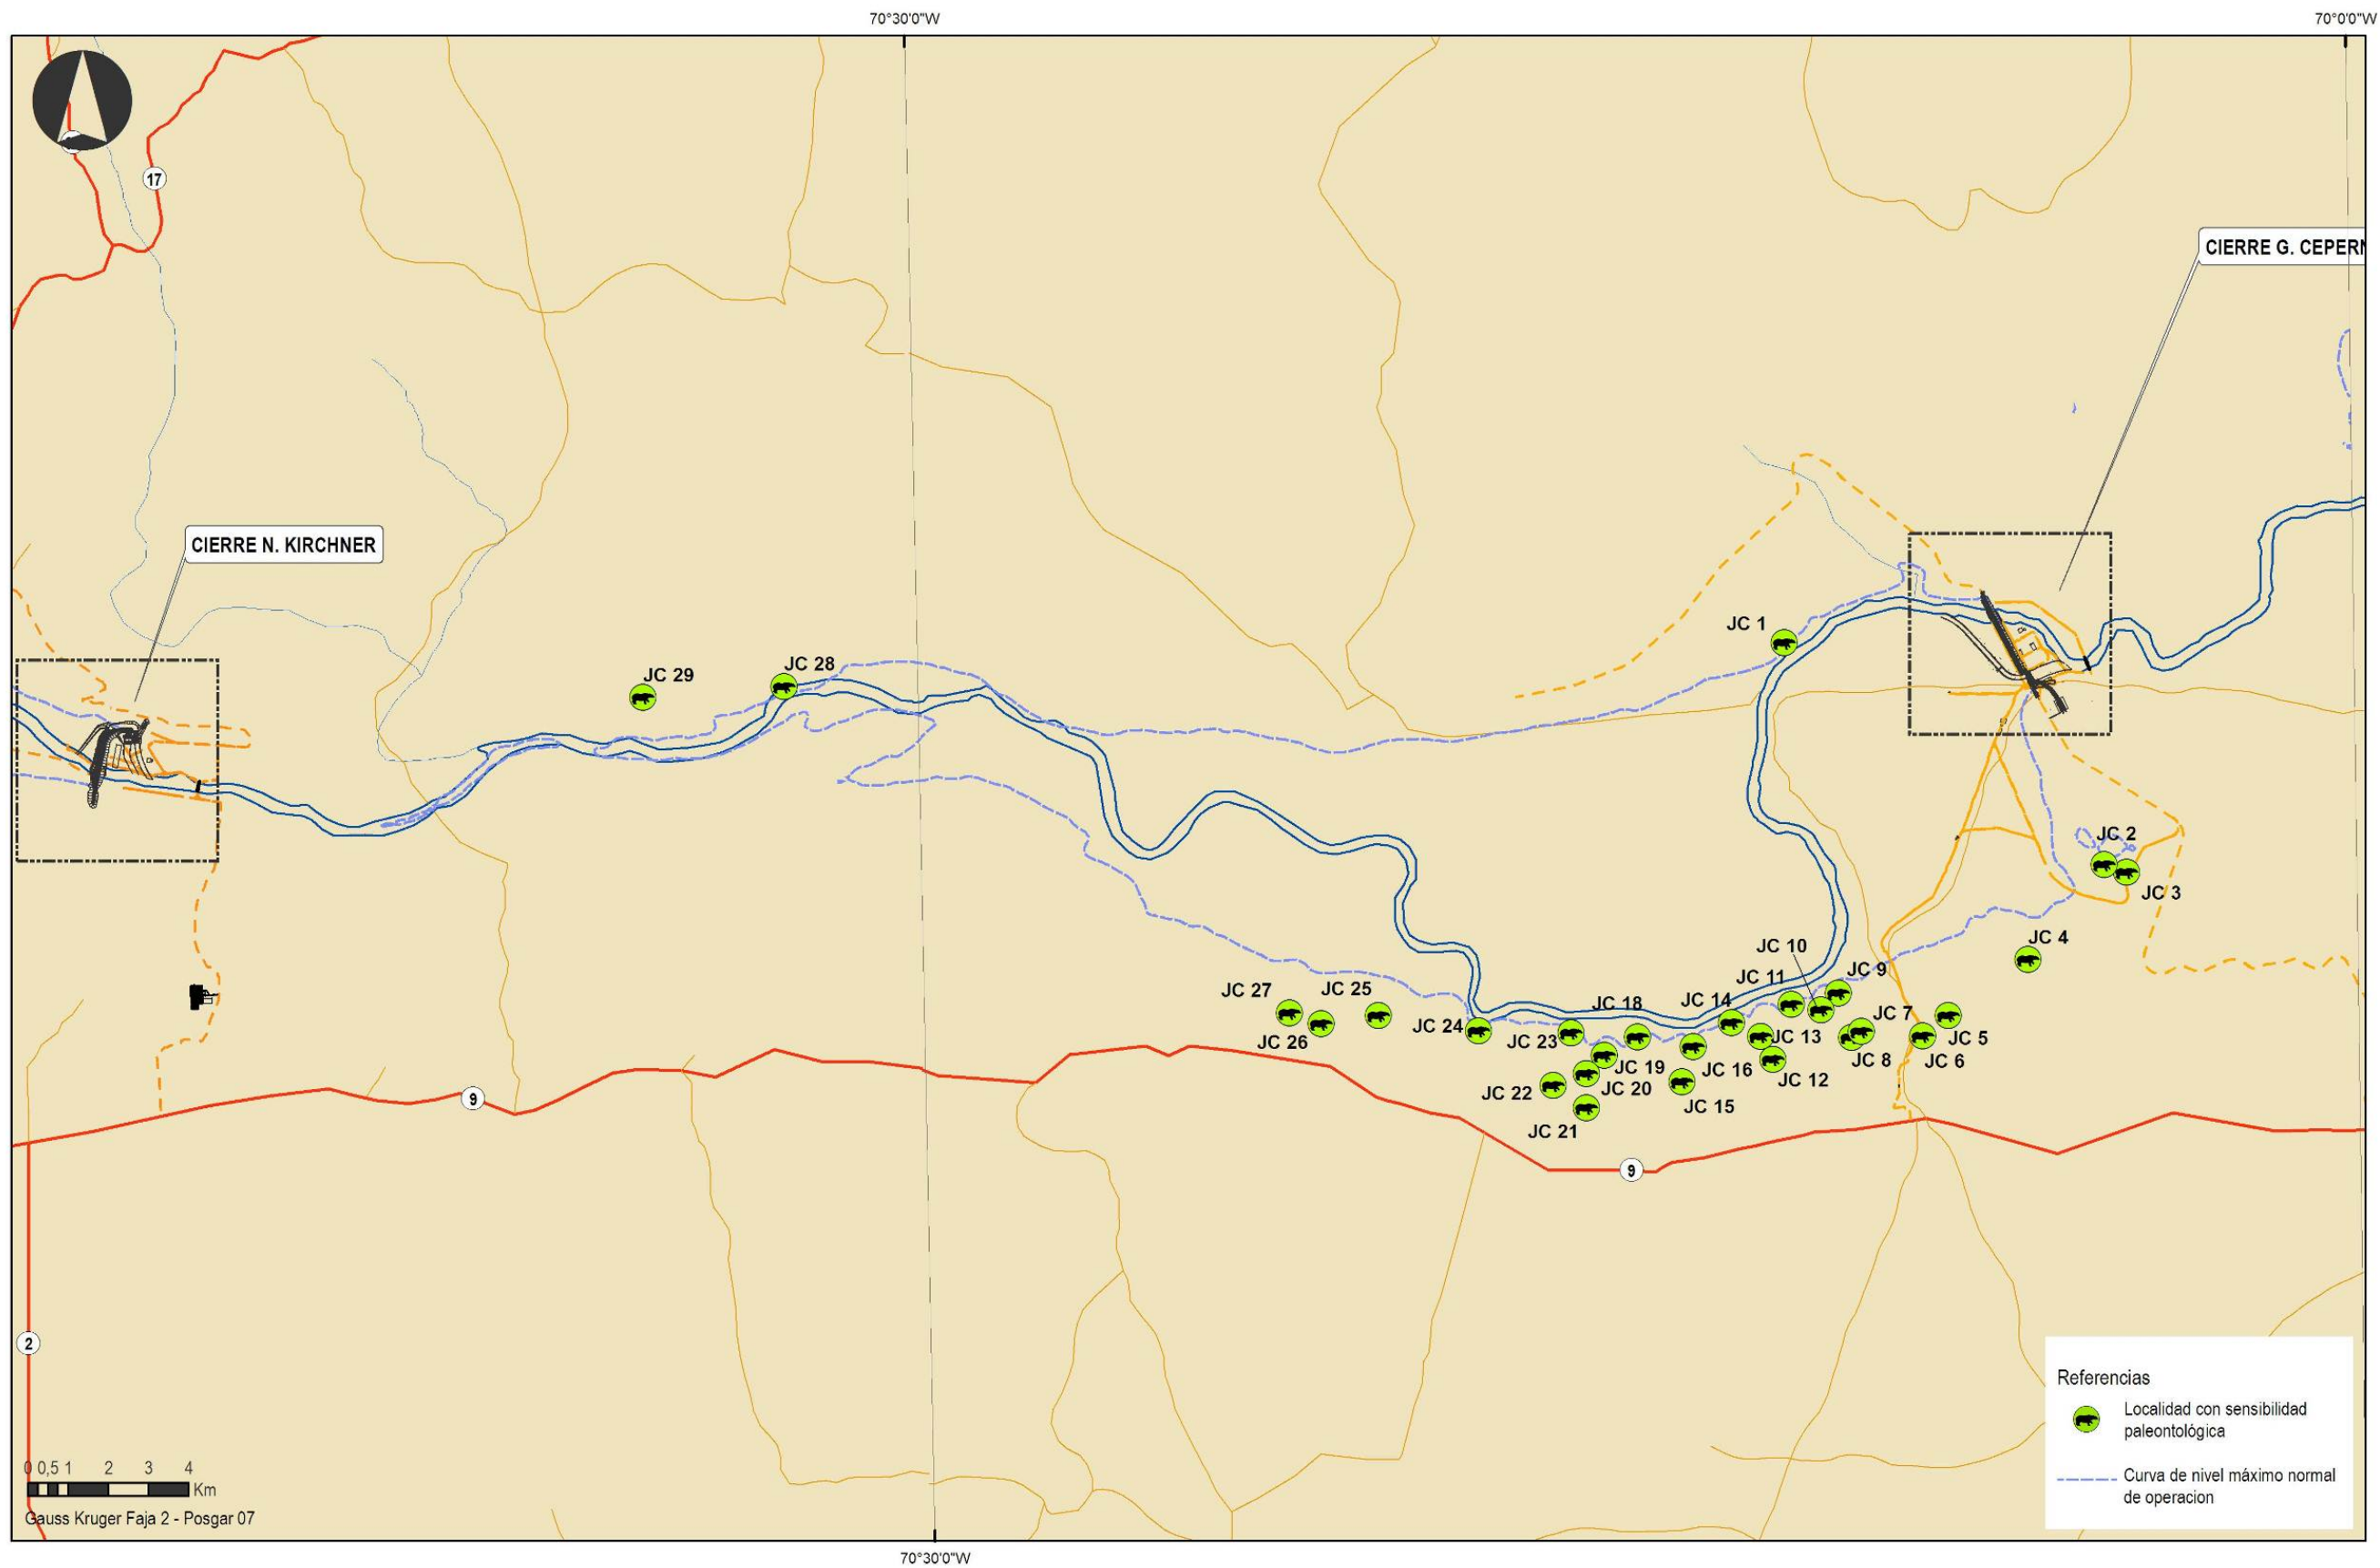 70°30'0"W
70°0'0"W
17
CIERRE G. CEPERN
CIERRE N. KIRCHNER
JC 1
JC 28
JC 29
JC 2
JC 3
JC 4
JC 10
JC 9
JC 11
JC 27
JC 25
JC 18
JC 14
JC 7
JC 24
JC 23
JC 13
JC 5
JC 26
JC 8
JC 6
JC 19
JC 16
JC 12
JC 22
JC 20
JC 15
JC 21
9
9
2
Referencias
Localidad con sensibilidad
paleontológica
Curva de nivel máximo normal
de operacion
0 0,5 1 2 3 4
Km
Gauss Kruger Faja 2 - Posgar 07
70°30'0"W